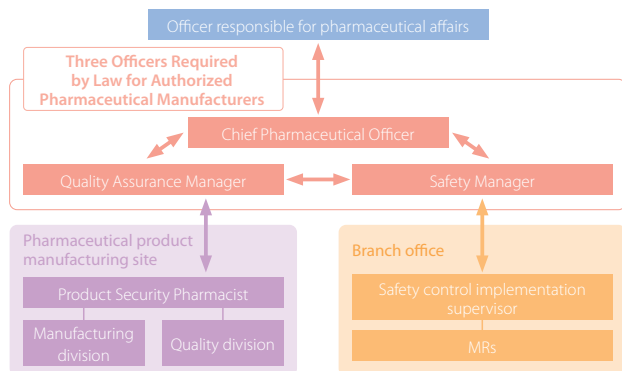 Officer responsible for pharmaceutical affairs
Three Officers Required
by Law for Authorized
Pharmaceutical Manufacturers
Chief Pharmaceutical Officer
Quality Assurance Manager
Safety Manager
Pharmaceutical product
manufacturing site
Product Security Pharmacist
Manufacturing
division
Quality division
Branch office
Safety control implementation
supervisor
MRs